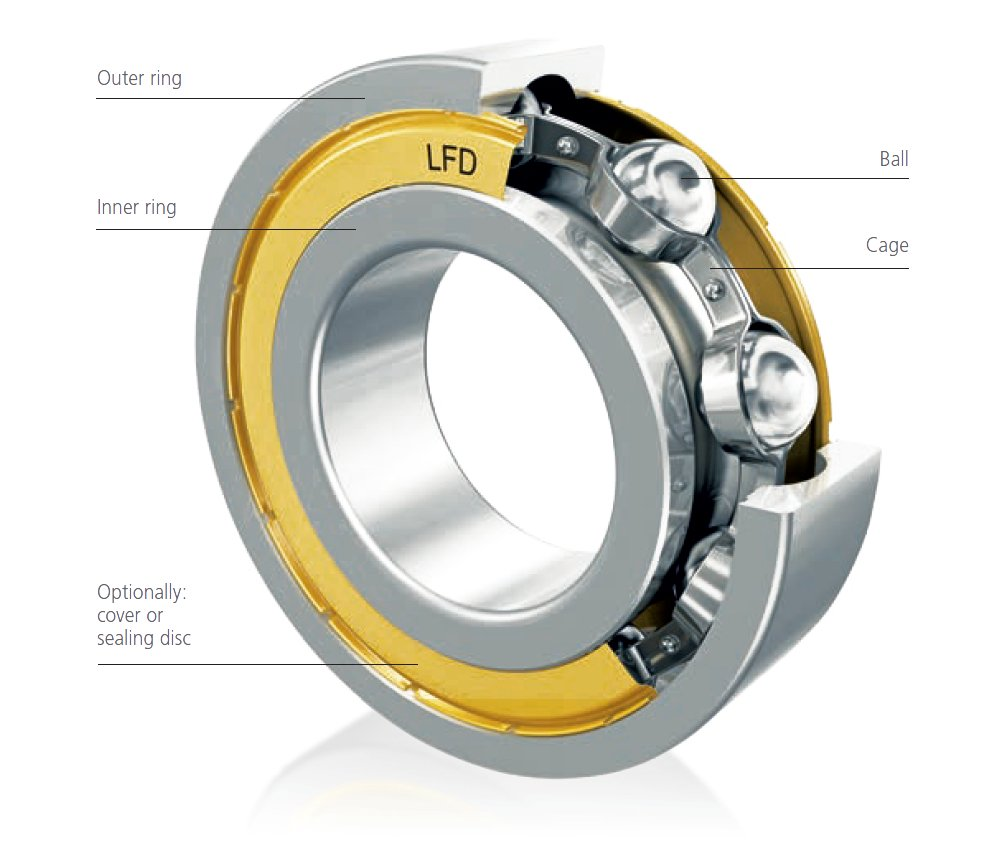 Outer ring
LFD
Ball
Inner ring
Cage
Optionally:
cover or
sealing disc